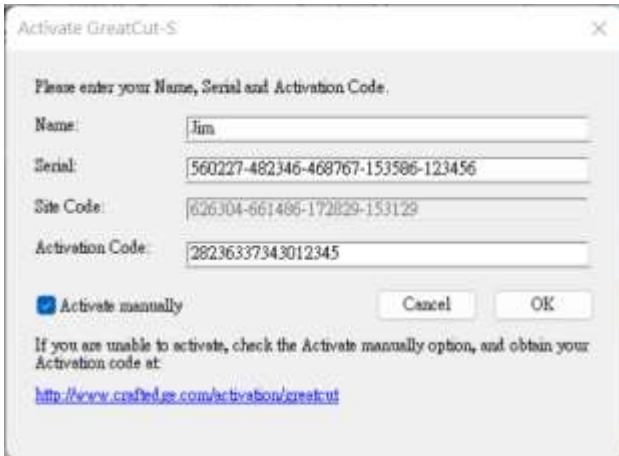 Activate GreatCut-S
Please enter your Name, Serial and Activation Code.
Name:
Jim
Serial:
560227-482346-468767-153586-123456
Site Code:
626304-661486-172829-153129
Activation Code:
28236337343012345
Activate manually
Cancel
OK
If you are unable to activate, check the Activate manually option, and obtain your
Activation code at:
http://www.craftedge.com/activation/greatcut